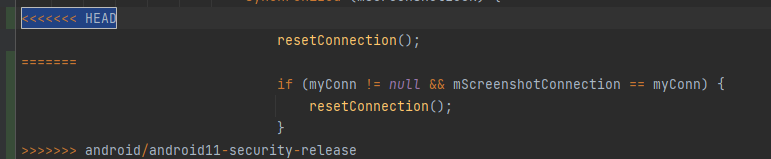 <<<<<<< HEAD
resetConnection();
=======
if (myConn != null && mScreenshotConnection == myConn) {
resetConnection();
}
>>>>>>> android/android11-security-release